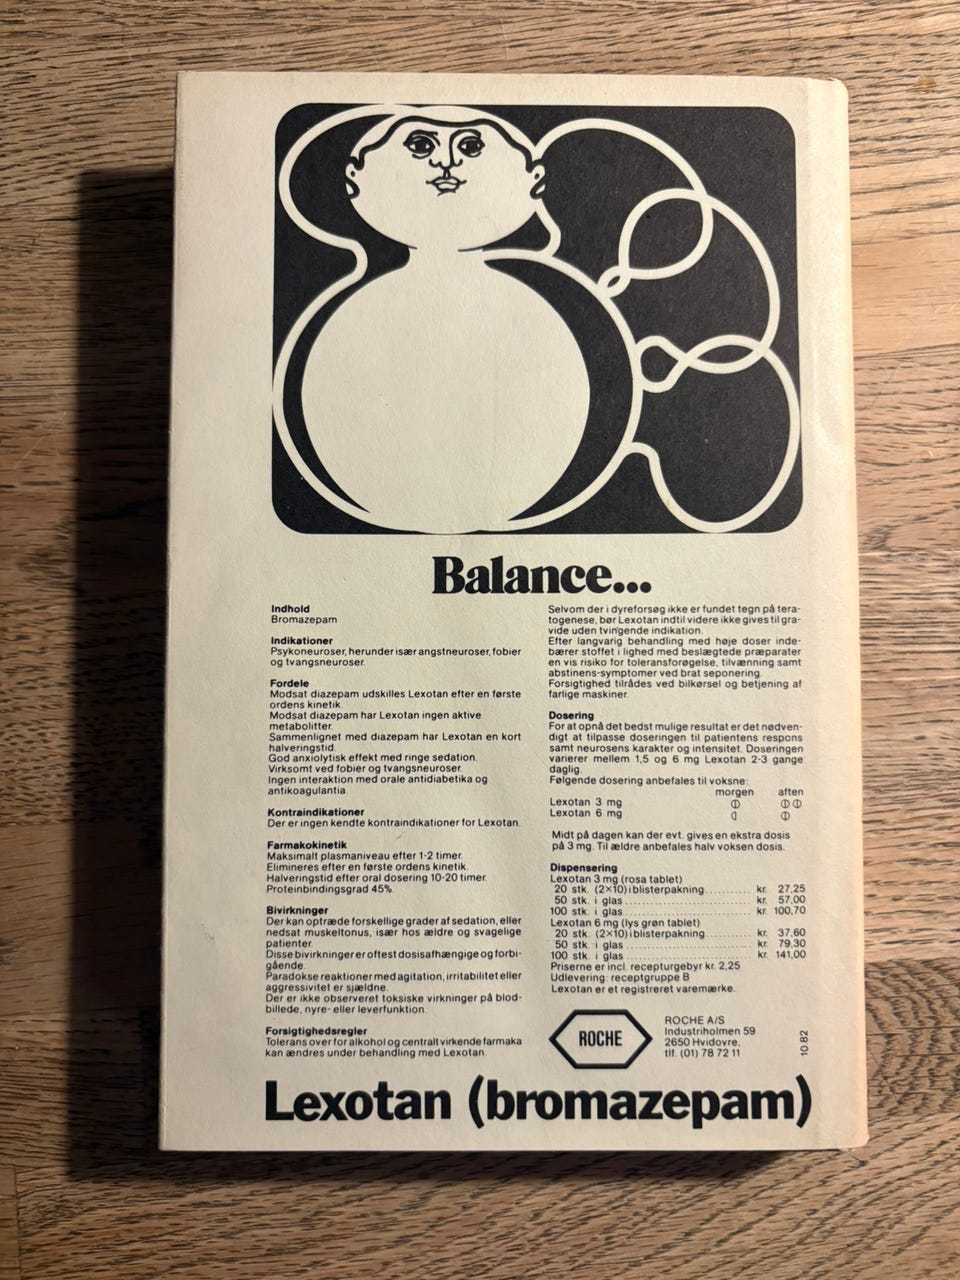 Balance...
Indhold
Bromazepam
Indikationer
Psykoneuroser, herunder især angstneuroser, fobier
og tvangsneuroser.
Fordele
Modsat diazepam udskilles Lexotan efter en første
ordens kinetik.
Modsat diazepam har Lexotan ingen aktive
metabolitter.
Sammenlignet med diazepam har Lexotan en kort
halveringstid.
God anxiolytisk effekt med ringe sedation.
Virksomt ved fobier og tvangsneuroser.
Ingen interaktion med orale antidiabetika og
antikoagulantia.
Kontraindikationer
Der er ingen kendte kontraindikationer for Lexotan.
Farmakokinetik
Maksimalt plasmaniveau efter 1-2 timer.
Elimineres efter en første ordens kinetik.
Halveringstid efter oral dosering 10-20 timer.
Proteinbindingsgrad 45%.
Bivirkninger
Der kan optræde forskellige grader af sedation, eller
nedsat muskeltonus, især hos ældre og svagelige
patienter.
Disse bivirkninger er oftest dosisafhængige og forbi-
gående.
Paradokse reaktioner med agitation, irritabilitet eller
aggressivitet er sjældne.
Der er ikke observeret toksiske virkninger på blod-
billede, nyre- eller leverfunktion.
Forsigtighedsregler
Tolerans over for alkohol og centralt virkende farmaka
kan ændres under behandling med Lexotan.
Selvom der i dyreforsøg ikke er fundet tegn på tera-
togenese, bør Lexotan indtil videre ikke gives til gra-
vide uden tvingende indikation.
Efter langvarig behandling med høje doser inde-
bærer stoffet i lighed med beslægtede præparater
en vis risiko for toleransforøgelse, tilvænning samt
abstinens-symptomer ved brat seponering.
Forsigtighed tilrådes ved bilkørsel og betjening af
farlige maskiner.
Dosering
For at opnå det bedst mulige resultat er det nødven-
digt at tilpasse doseringen til patientens respons
samt neurosens karakter og intensitet. Doseringen
varierer mellem 1,5 og 6 mg Lexotan 2-3 gange
daglig.
Følgende dosering anbefales til voksne:
morgen aften
Lexotan 3 mg
Lexotan 6 mg
Midt på dagen kan der evt. gives en ekstra dosis
på 3 mg. Til ældre anbefales halv voksen dosis.
Dispensering
Lexotan 3 mg (rosa tablet)
20 stk. (2×10) i blisterpakning .......... kr. 27,25
50 stk. i glas .......... kr. 57,00
100 stk. i glas .......... kr. 100,70
Lexotan 6 mg (lys grøn tablet)
20 stk. (2×10) i blisterpakning .......... kr. 37,60
50 stk. i glas .......... kr. 79,30
100 stk. i glas .......... kr. 141,00
Priserne er incl. recepturgebyr kr. 2,25
Udlevering: receptgruppe B
Lexotan er et registreret varemærke.
ROCHE
ROCHE A/S
Industriholmen 59
2650 Hvidovre,
tlf. (01) 78 72 11
10 82
Lexotan (bromazepam)